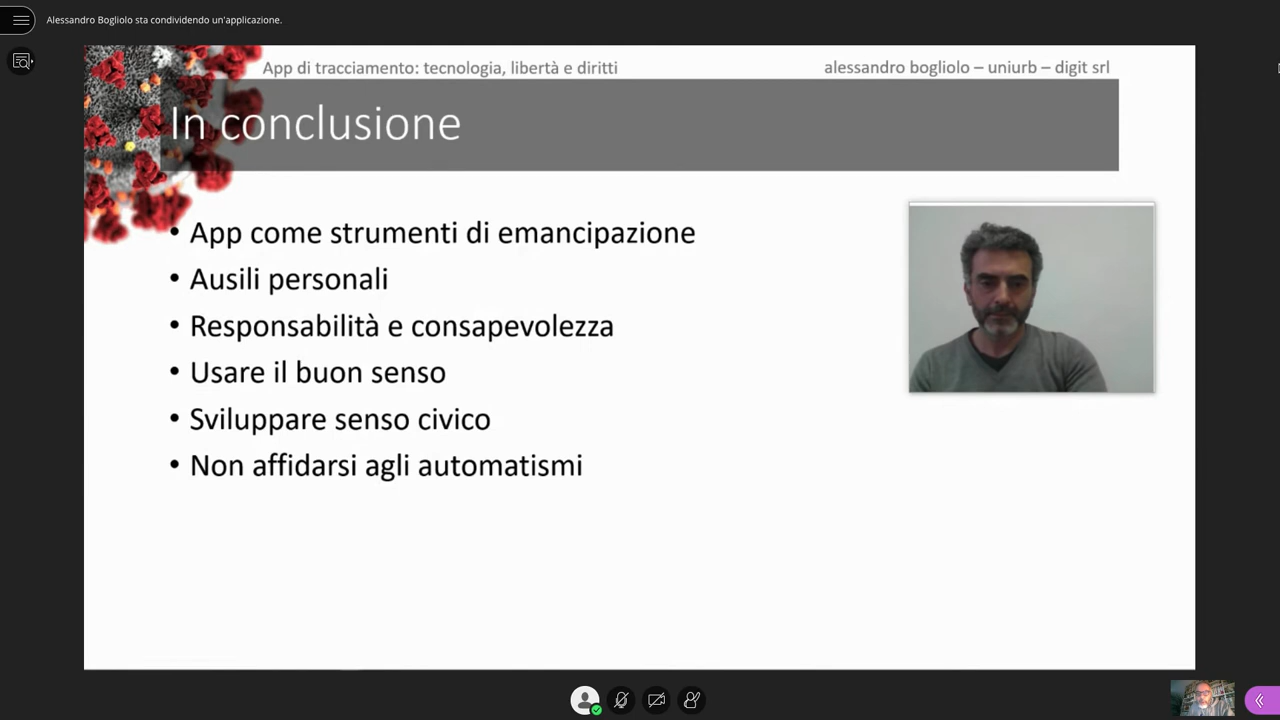 Alessandro Bogliolo sta condividendo un'applicazione.
App di tracciamento: tecnologia, libertà e diritti
alessandro bogliolo – uniurb – digit srl
In conclusione
• App come strumenti di emancipazione
• Ausili personali
• Responsabilità e consapevolezza
• Usare il buon senso
• Sviluppare senso civico
• Non affidarsi agli automatismi